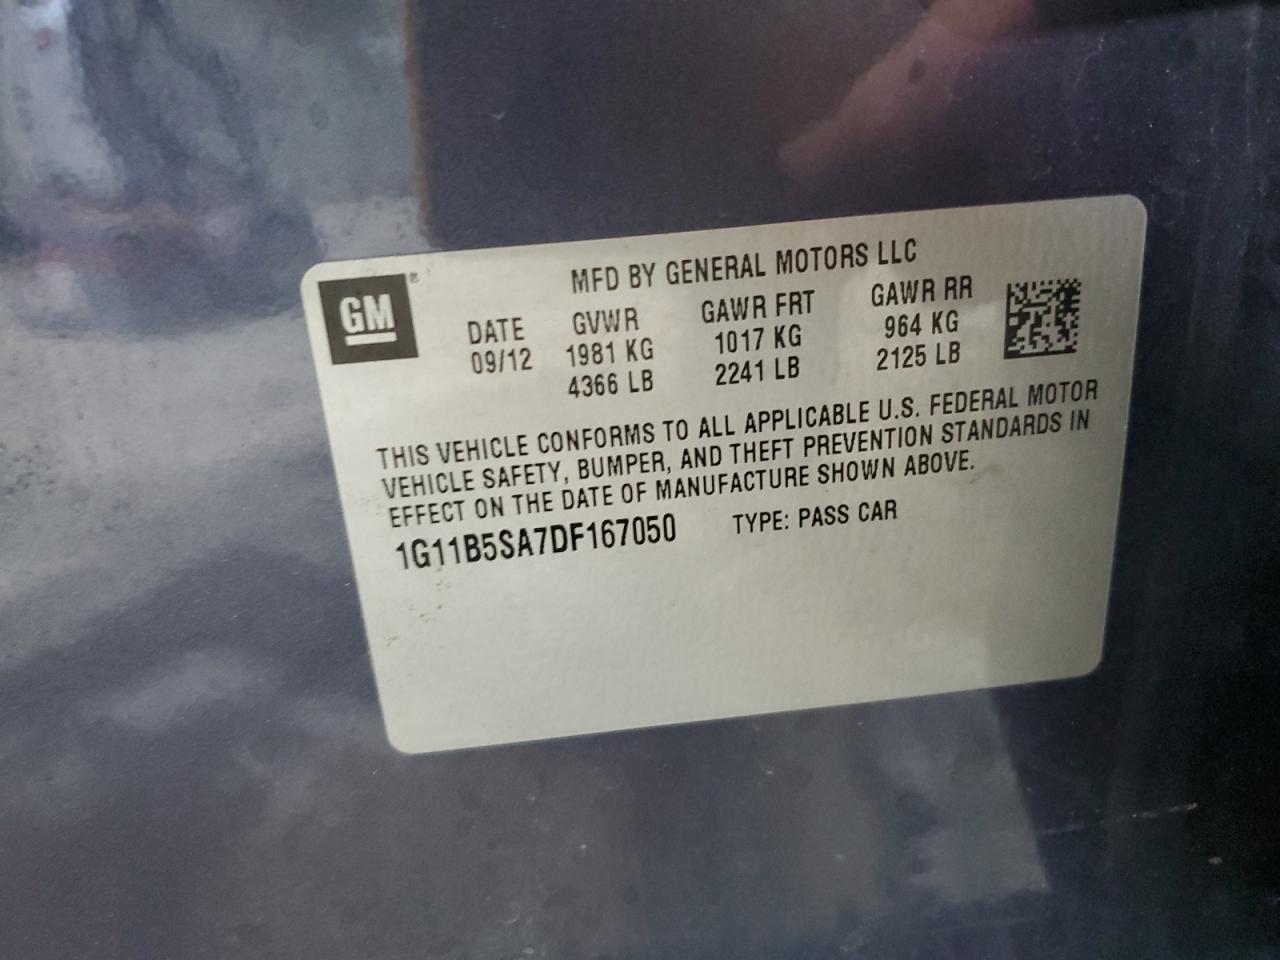 GM®
MFD BY GENERAL MOTORS LLC
DATE GVWR GAWR FRT GAWR RR
09/12 1981 KG 1017 KG 964 KG
4366 LB 2241 LB 2125 LB
THIS VEHICLE CONFORMS TO ALL APPLICABLE U.S. FEDERAL MOTOR
VEHICLE SAFETY, BUMPER, AND THEFT PREVENTION STANDARDS IN
EFFECT ON THE DATE OF MANUFACTURE SHOWN ABOVE.
1G11B5SA7DF167050 TYPE: PASS CAR